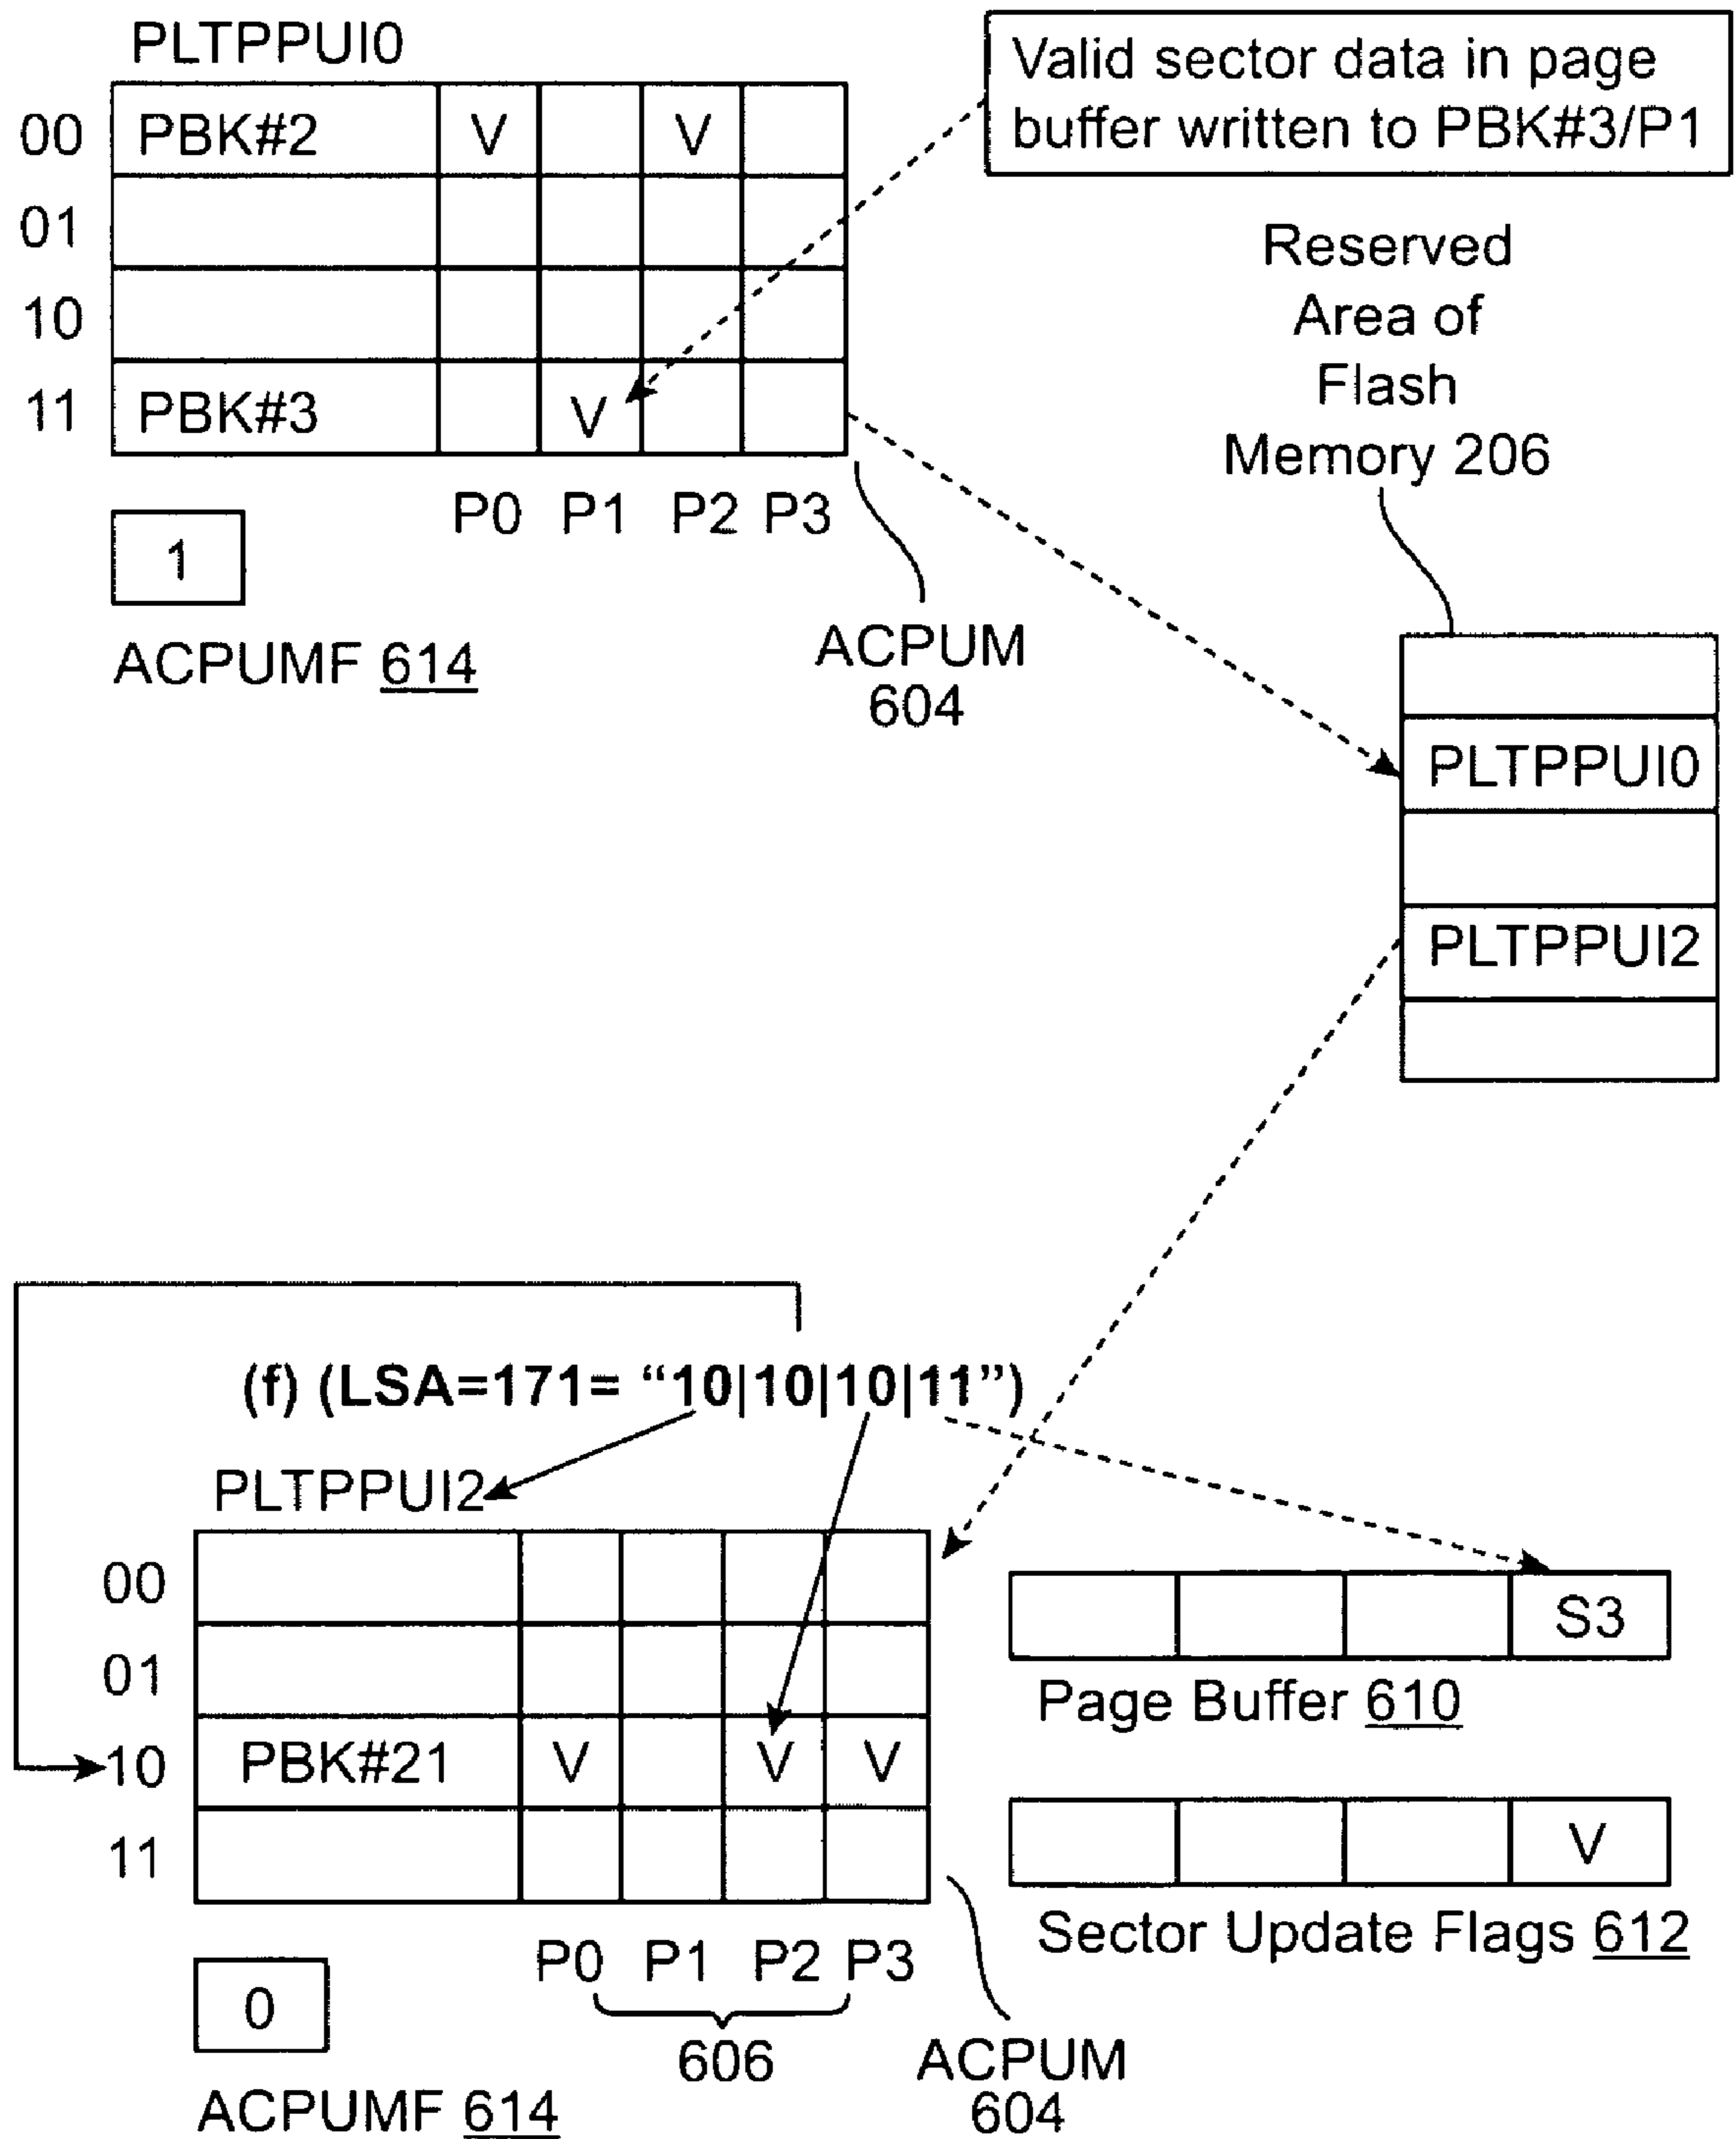 PLTPPUI0
00 PBK#2 V V
01
10
11 PBK#3 V
P0 P1 P2 P3
1
ACPUMF 614
ACPUM
604
Valid sector data in page
buffer written to PBK#3/P1
Reserved
Area of
Flash
Memory 206
PLTPPUI0
PLTPPUI2
(f) (LSA=171= “10|10|10|11”)
PLTPPUI2
00
01
10 PBK#21 V V V
11
P0 P1 P2 P3
606
0
ACPUMF 614
ACPUM
604
S3
Page Buffer 610
V
Sector Update Flags 612